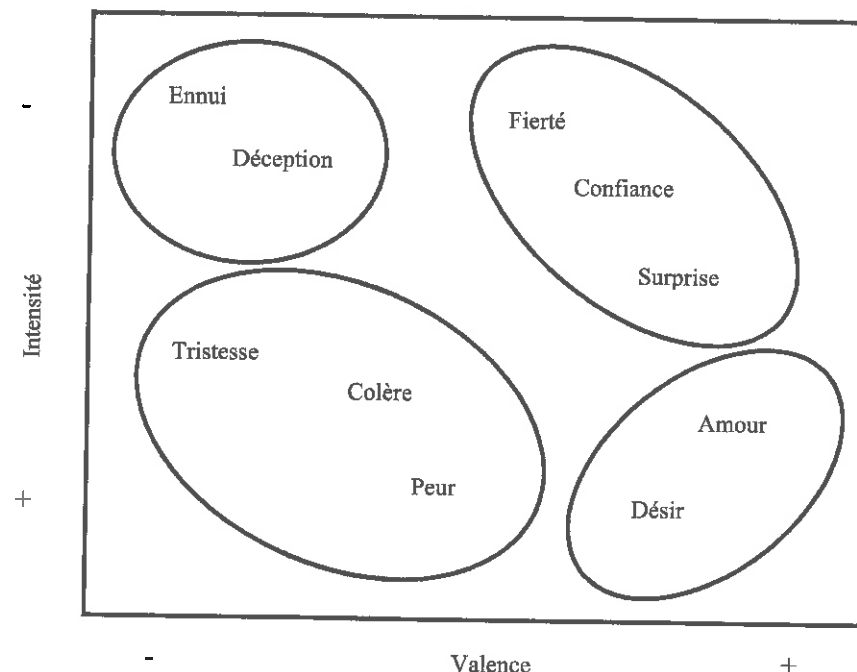 -
Ennui
Fierté
Déception
Confiance
Surprise
Intensité
Tristesse
Colère
Amour
Peur
+
Désir
-
Valence
+